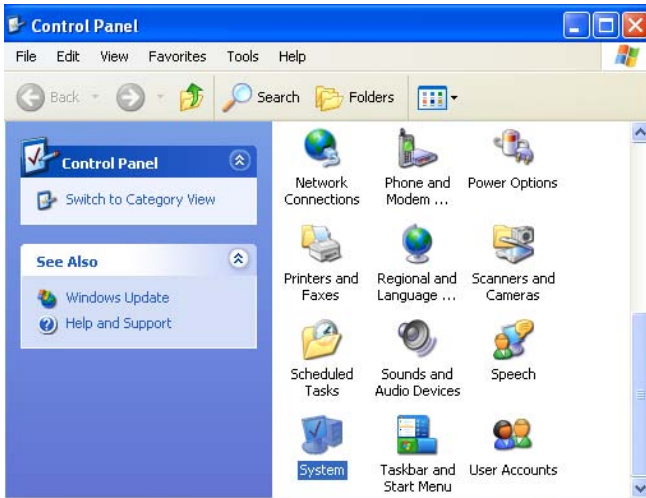 Control Panel
File Edit View Favorites Tools Help
Back Search Folders
Control Panel
Switch to Category View
See Also
Windows Update
Help and Support
Network
Connections
Phone and
Modem ...
Power Options
Printers and
Faxes
Regional and
Language ...
Scanners and
Cameras
Scheduled
Tasks
Sounds and
Audio Devices
Speech
System
Taskbar and
Start Menu
User Accounts